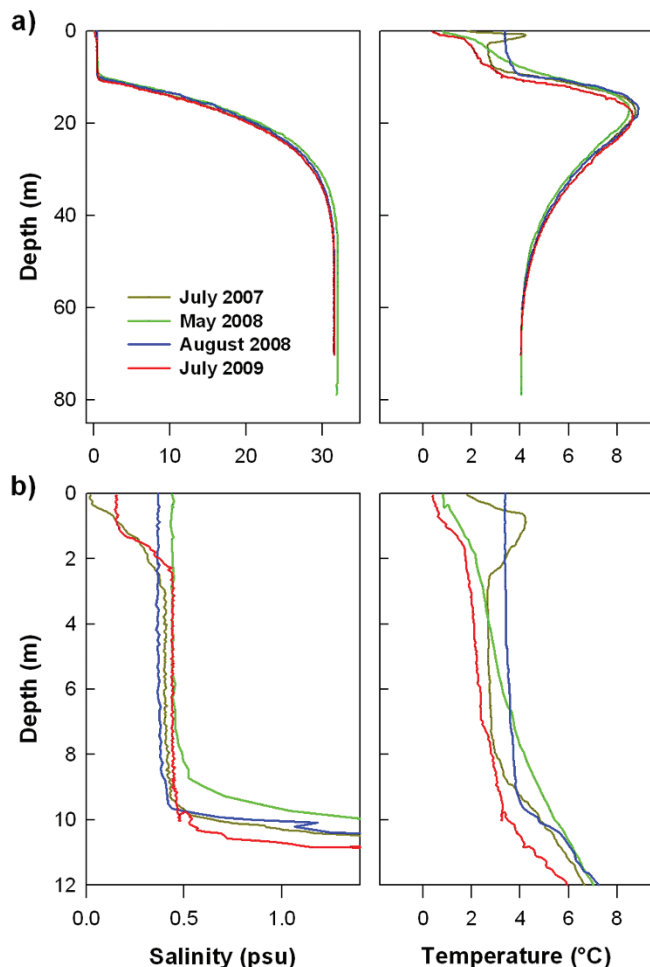 a)
0
20
40
60
80
Depth (m)
July 2007
May 2008
August 2008
July 2009
0 10 20 30
0 2 4 6 8
b)
0
2
4
6
8
10
12
Depth (m)
0.0 0.5 1.0
0 2 4 6 8
Salinity (psu)
Temperature (°C)